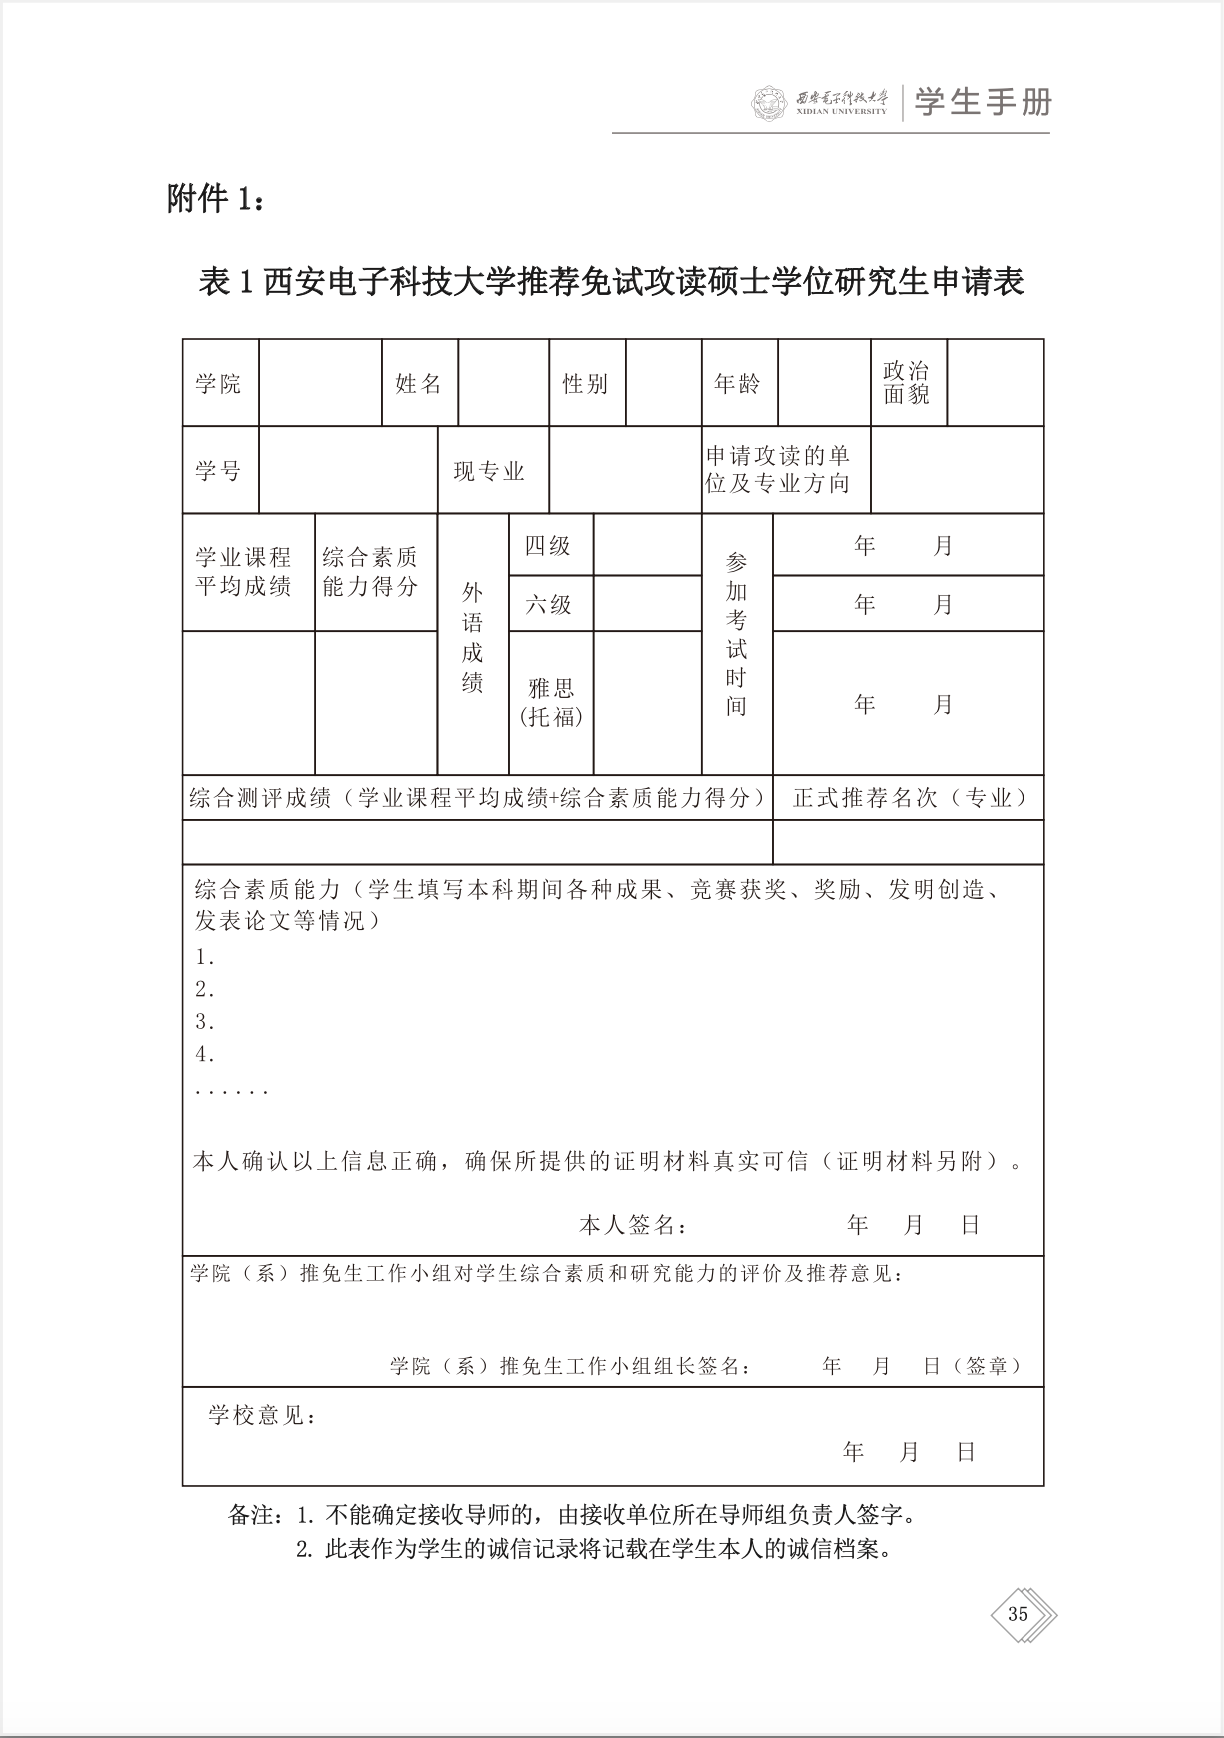 西安电子科技大学
XIDIAN UNIVERSITY
学生手册
附件 1：
表 1 西安电子科技大学推荐免试攻读硕士学位研究生申请表
学院 姓名 性别 年龄 政治面貌
学号 现专业 申请攻读的单位及专业方向
学业课程平均成绩 综合素质能力得分 外语成绩 四级 参加考试时间 年 月
六级 年 月
雅思(托福) 年 月
综合测评成绩（学业课程平均成绩+综合素质能力得分） 正式推荐名次（专业）
综合素质能力（学生填写本科期间各种成果、竞赛获奖、奖励、发明创造、
发表论文等情况）
1.
2.
3.
4.
......
本人确认以上信息正确，确保所提供的证明材料真实可信（证明材料另附）。
本人签名： 年 月 日
学院（系）推免生工作小组对学生综合素质和研究能力的评价及推荐意见：
学院（系）推免生工作小组组长签名： 年 月 日（签章）
学校意见：
年 月 日
备注：1. 不能确定接收导师的，由接收单位所在导师组负责人签字。
2. 此表作为学生的诚信记录将记载在学生本人的诚信档案。
35